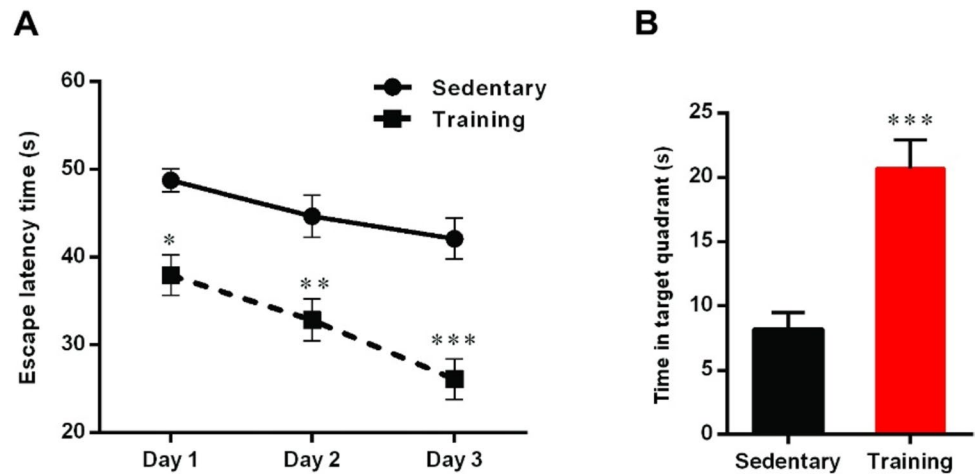 A
60
50
40
30
20
Escape latency time (s)
Sedentary
Training
*
**
***
Day 1 Day 2 Day 3
B
25
20
15
10
5
0
Time in target quadrant (s)
***
Sedentary Training